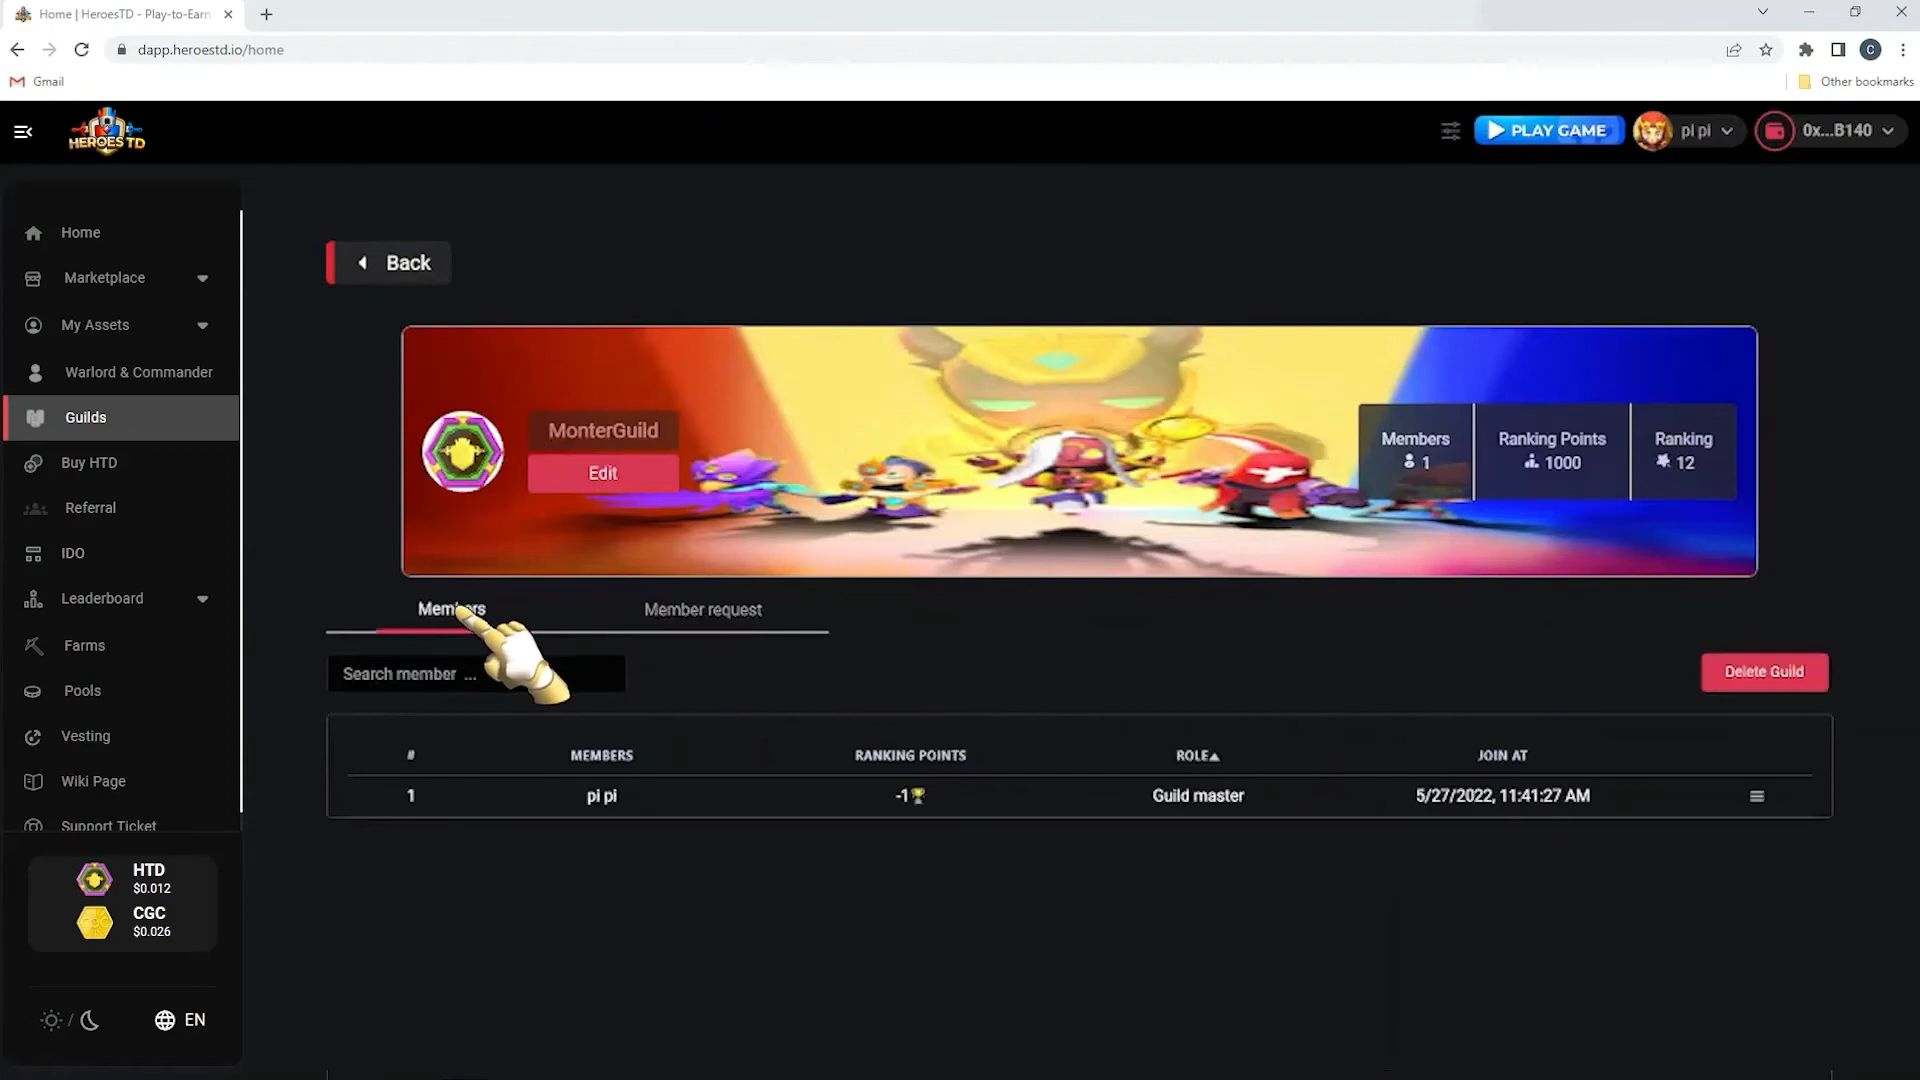 Home | HeroesTD - Play-to-Earn
dapp.heroestd.io/home
C
Gmail
Other bookmarks
HEROES TD
PLAY GAME
pi pi
0x...B140
Home
Marketplace
My Assets
Warlord & Commander
Guilds
Buy HTD
Referral
IDO
Leaderboard
Farms
Pools
Vesting
Wiki Page
Support Ticket
HTD
$0.012
CGC
$0.026
/
EN
Back
MonterGuild
Edit
Members
1
Ranking Points
1000
Ranking
12
Members
Member request
Search member ...
Delete Guild
# MEMBERS RANKING POINTS ROLE▲ JOIN AT
1 pi pi -1 Guild master 5/27/2022, 11:41:27 AM